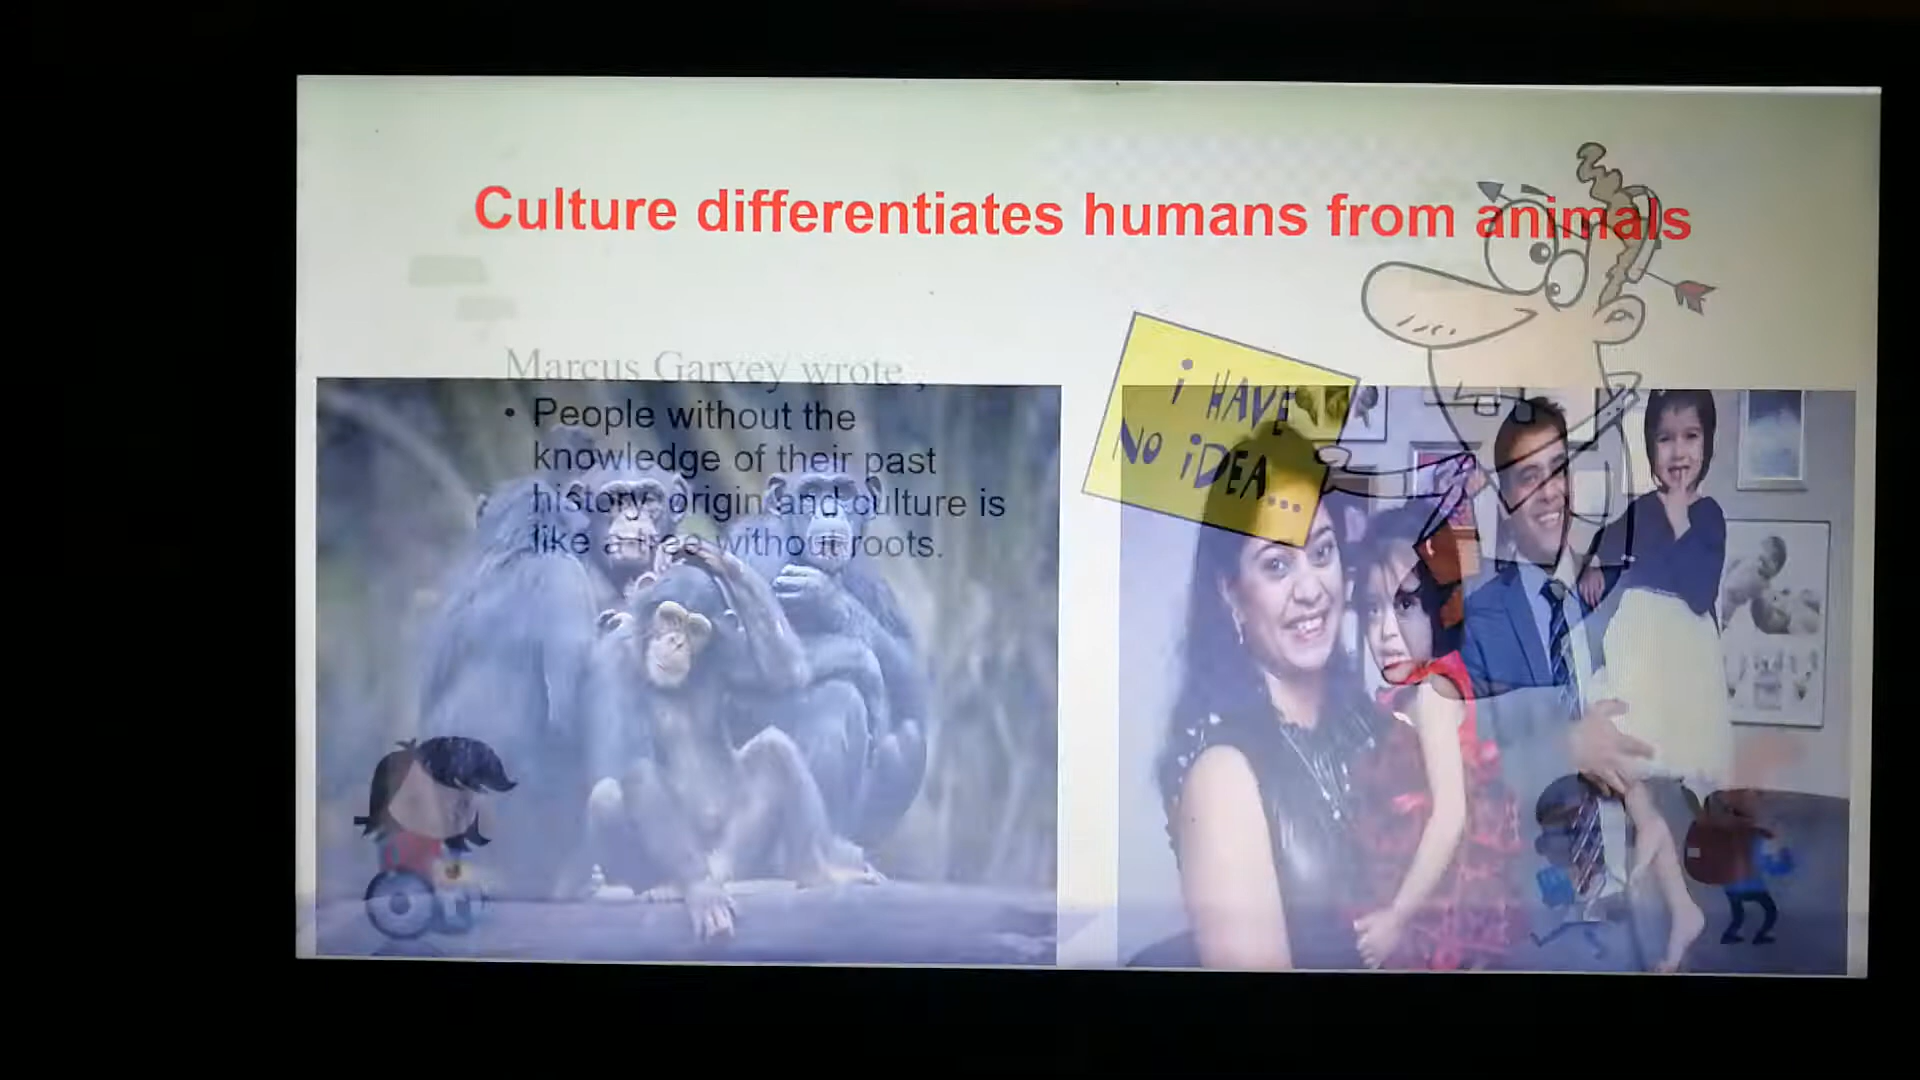 Culture differentiates humans from animals
Marcus Garvey wrote ,
• People without the
knowledge of their past
history, origin and culture is
like a tree without roots.
i HAVE
NO iDEA...